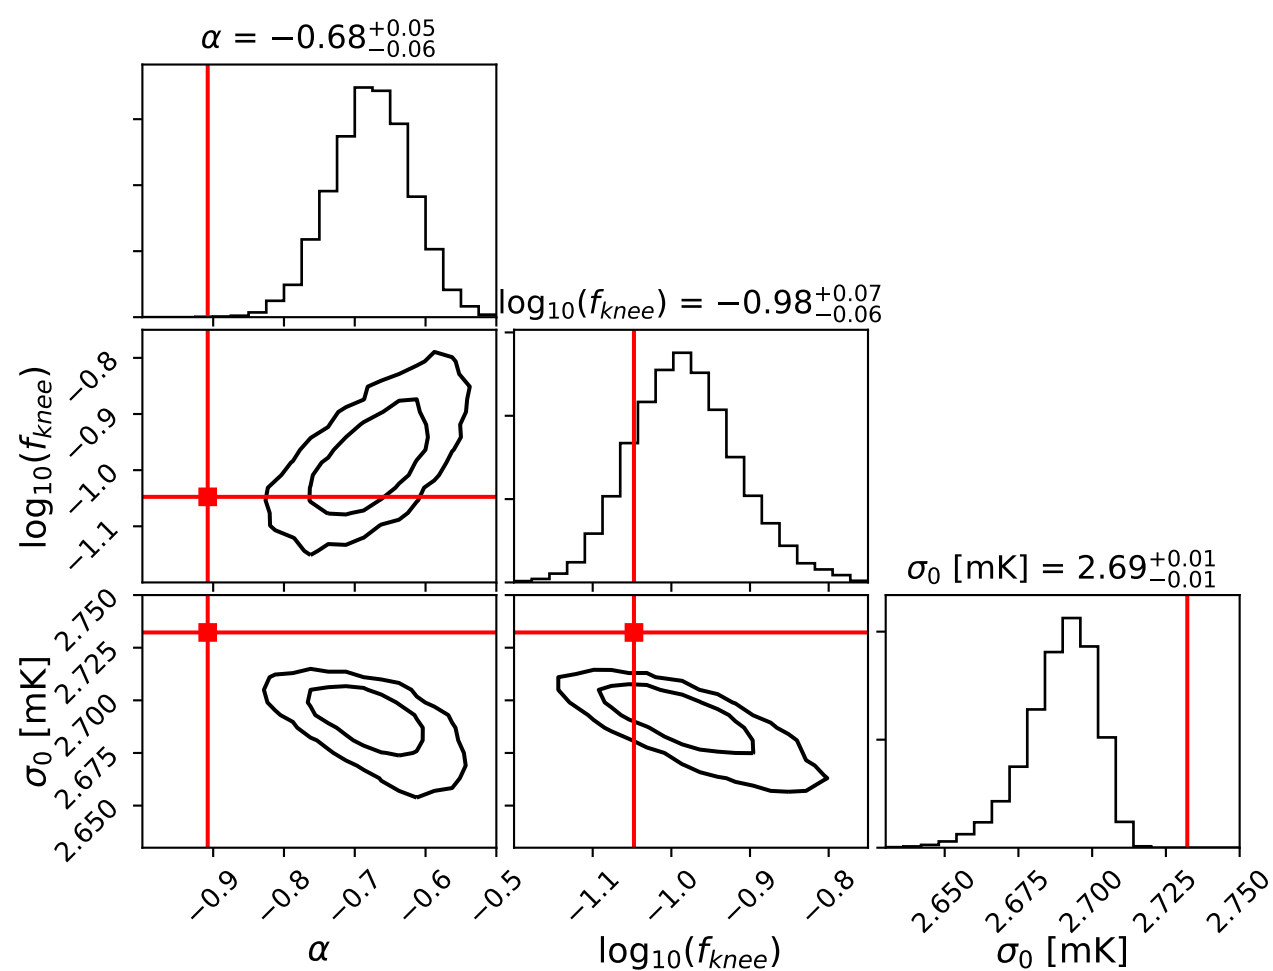 α = −0.68+0.05 −0.06
log10(fknee) = −0.98+0.07 −0.06
σ0 [mK] = 2.69+0.01 −0.01
log10(fknee)
−0.8
−0.9
−1.0
−1.1
σ0 [mK]
2.750
2.725
2.700
2.675
2.650
−0.9 −0.8 −0.7 −0.6 −0.5
−1.1 −1.0 −0.9 −0.8
2.650 2.675 2.700 2.725 2.750
α
log10(fknee)
σ0 [mK]